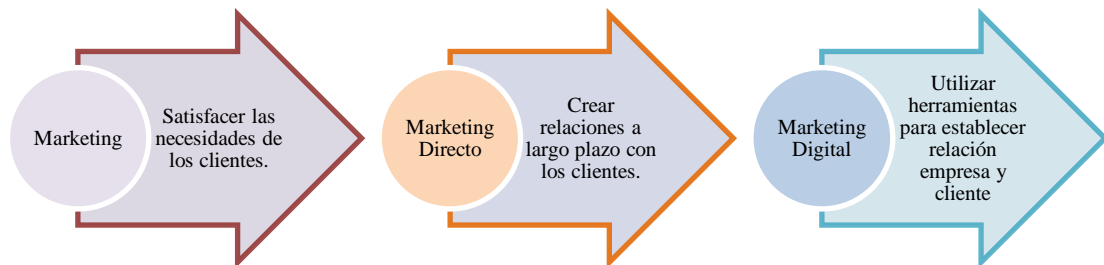 Marketing
Satisfacer las
necesidades de
los clientes.
Marketing
Directo
Crear
relaciones a
largo plazo con
los clientes.
Marketing
Digital
Utilizar
herramientas
para establecer
relación
empresa y
cliente